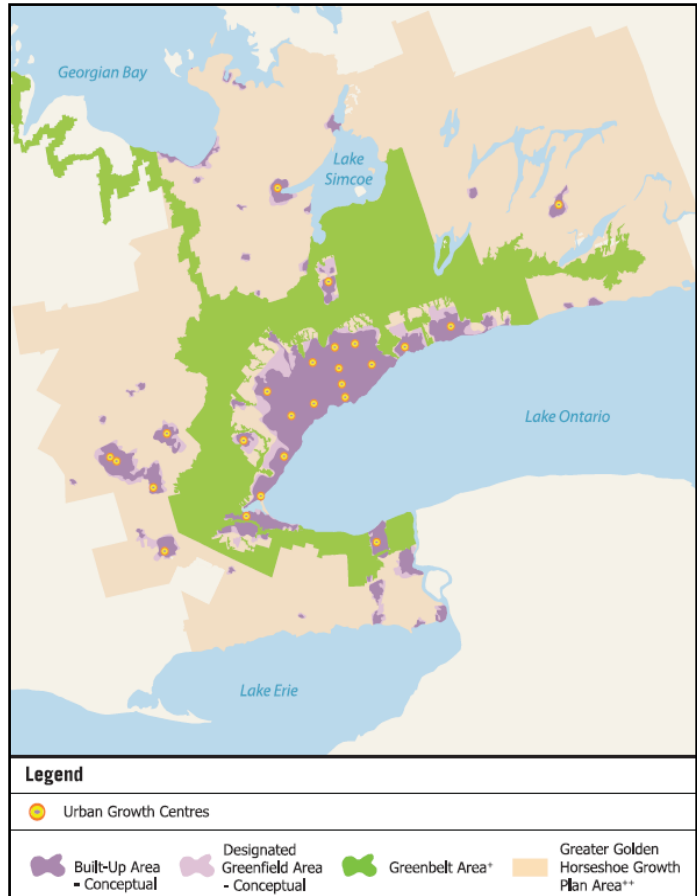 Georgian Bay
Lake
Simcoe
Lake Ontario
Lake Erie
Legend
Urban Growth Centres
Built-Up Area
- Conceptual
Designated
Greenfield Area
- Conceptual
Greenbelt Area+
Greater Golden
Horseshoe Growth
Plan Area++